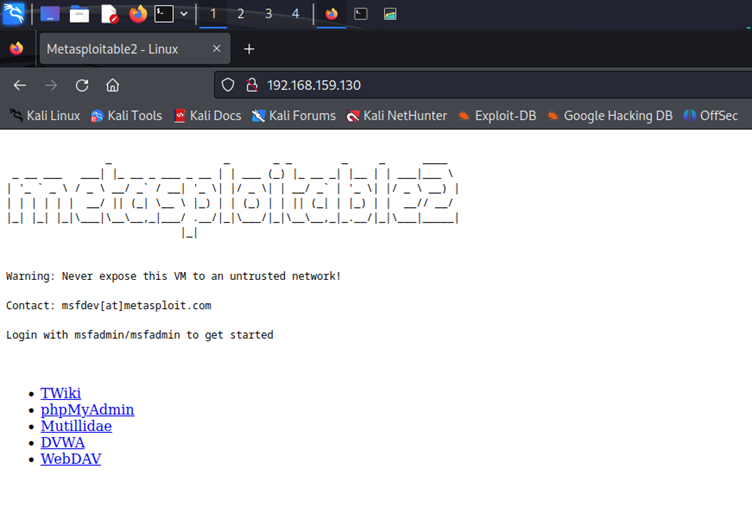 1 2 3 4
Metasploitable2 - Linux
192.168.159.130
Kali Linux Kali Tools Kali Docs Kali Forums Kali NetHunter Exploit-DB Google Hacking DB OffSec
metasploitable2
Warning: Never expose this VM to an untrusted network!
Contact: msfdev[at]metasploit.com
Login with msfadmin/msfadmin to get started
TWiki
phpMyAdmin
Mutillidae
DVWA
WebDAV